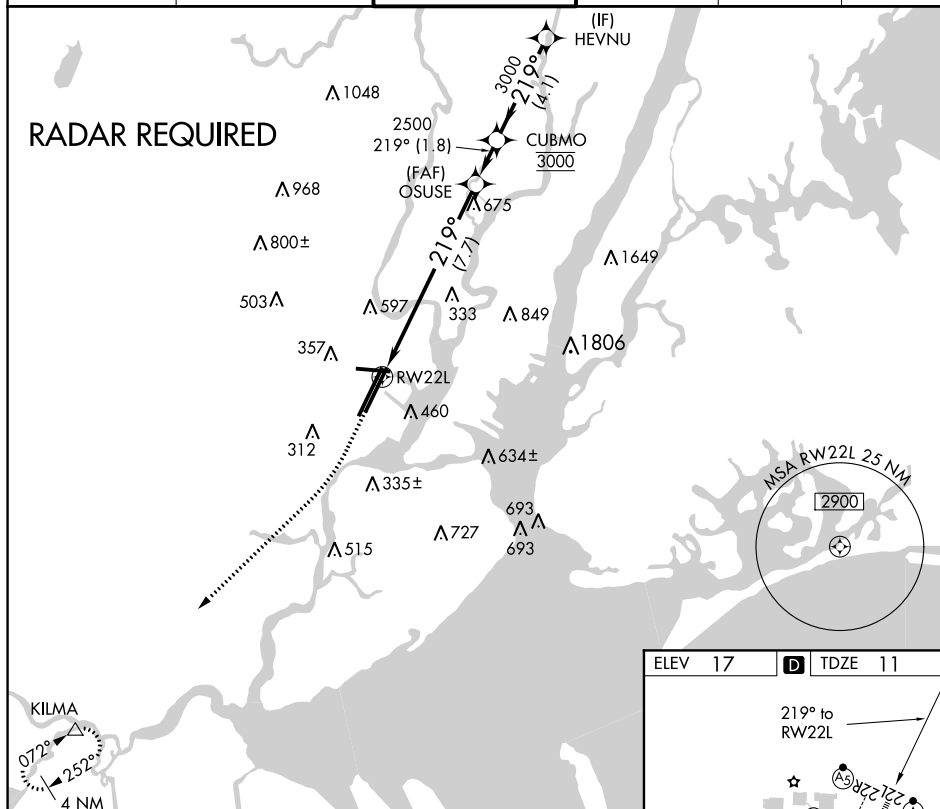 (IF)
HEVNU
3000
219°
(4.1)
1048
RADAR REQUIRED
2500
219° (1.8)
CUBMO
3000
(FAF)
OSUSE
968
675
219°
(7.7)
800±
1649
503
597
333
849
357
1806
RW22L
460
312
634±
MSA RW22L 25 NM
2900
335±
693
727
693
515
ELEV 17
D
TDZE 11
219° to
RW22L
KILMA
072°
252°
4 NM
A5
22R
22L